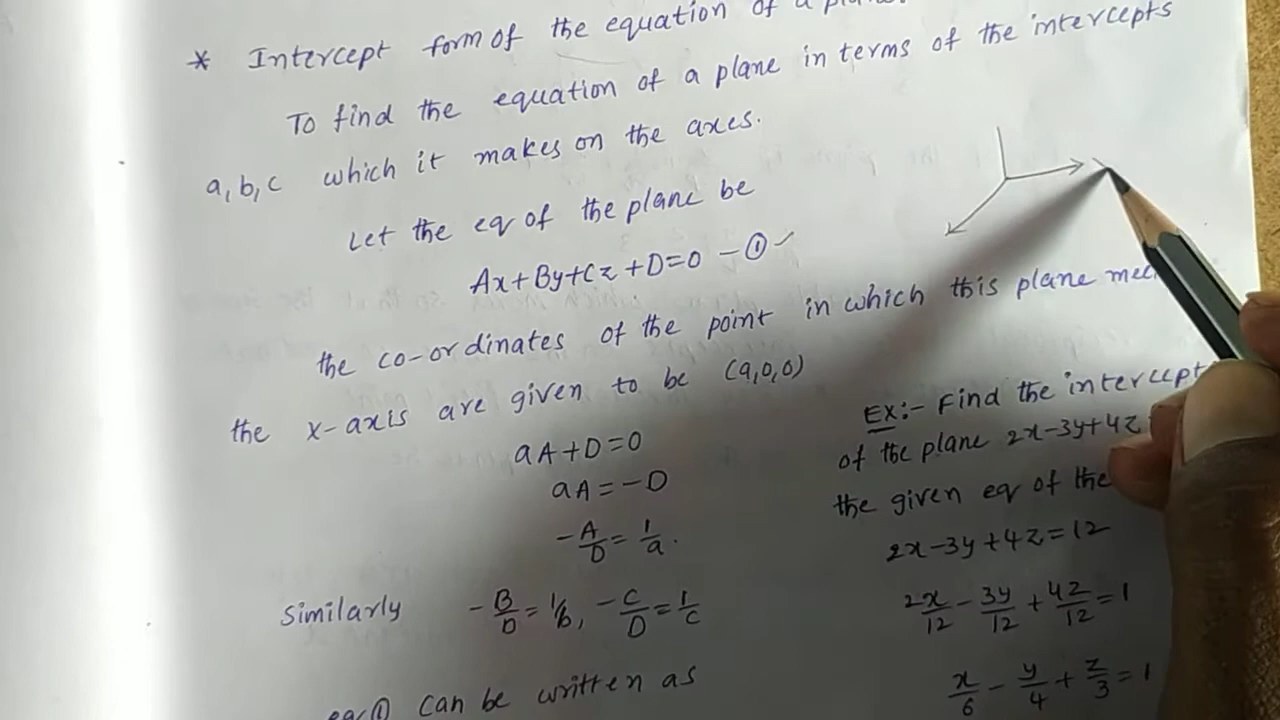 * Intercept form of the equation of a
To find the equation of a plane in terms of the intercepts
a, b, c which it makes on the axes.
Let the eq of the plane be
Ax+By+Cz+D=0 -①
the co-ordinates of the point in which this plane
the x-axis are given to be (a,0,0)
aA+D=0
aA=-D
-A/D=1/a.
Similarly -B/D=1/b, -C/D=1/c
eq① can be written as
EX:- Find the intercept
of the plane 2x-3y+4z
the given eq of the
2x-3y+4z=12
2x/12-3y/12+4z/12=1
x/6-y/4+z/3=1